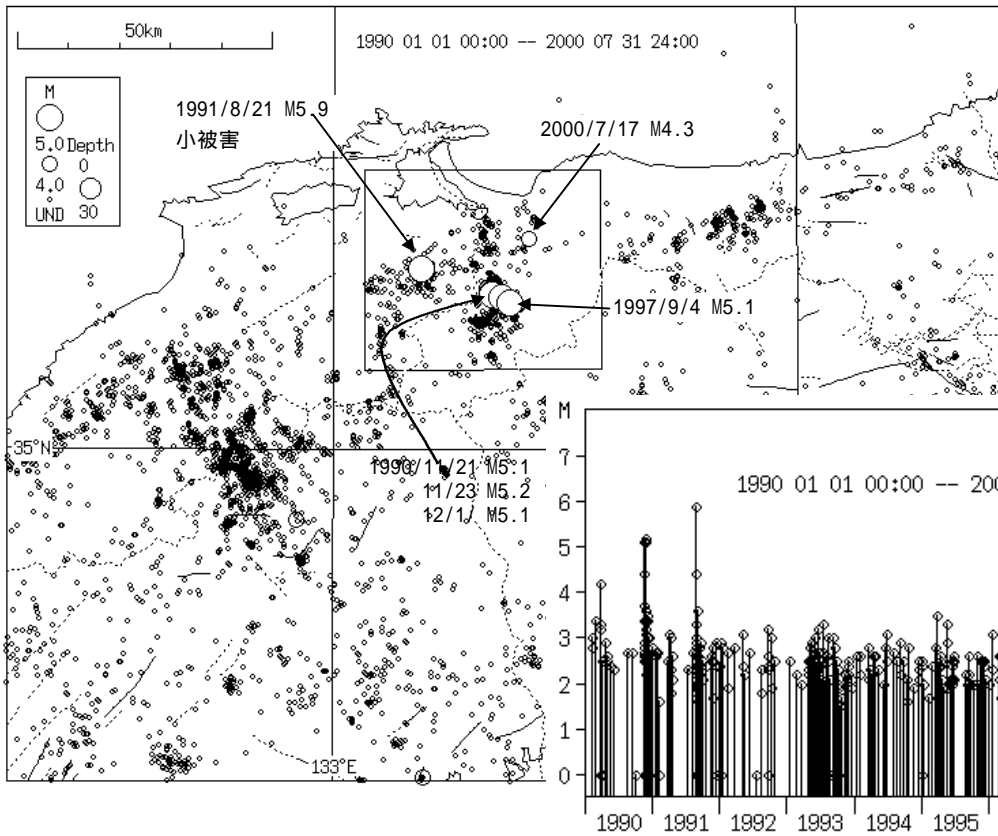 50km
1990 01 01 00:00 -- 2000 07 31 24:00
M
5.0 Depth
0
4.0
UND 30
1991/8/21 M5.9
小被害
2000/7/17 M4.3
1997/9/4 M5.1
35°N
1990/11/21 M5.1
11/23 M5.2
12/1/ M5.1
133°E
M
1990 01 01 00:00 -- 200
7
6
5
4
3
2
1
0
1990 1991 1992 1993 1994 1995